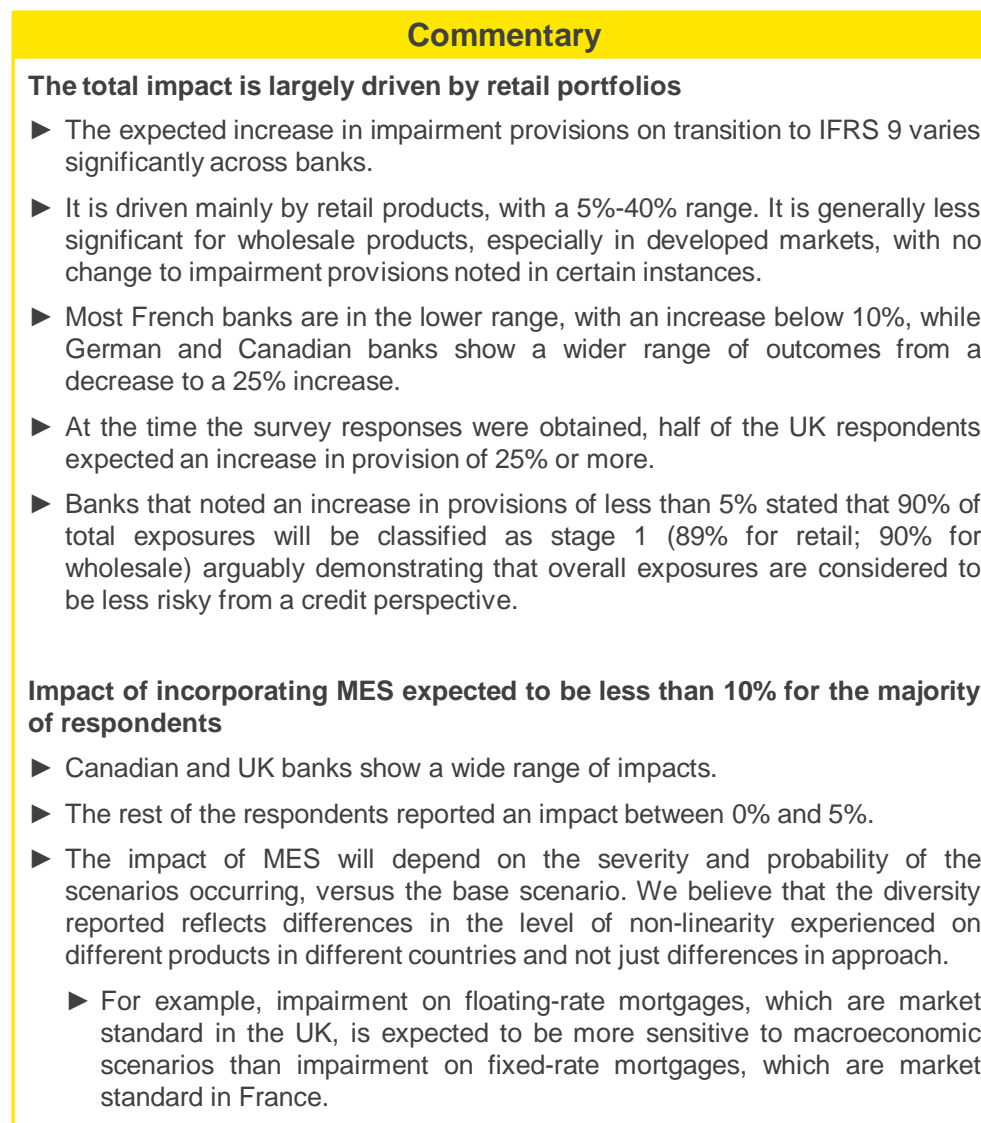 Commentary
The total impact is largely driven by retail portfolios
► The expected increase in impairment provisions on transition to IFRS 9 varies
significantly across banks.
► It is driven mainly by retail products, with a 5%-40% range. It is generally less
significant for wholesale products, especially in developed markets, with no
change to impairment provisions noted in certain instances.
► Most French banks are in the lower range, with an increase below 10%, while
German and Canadian banks show a wider range of outcomes from a
decrease to a 25% increase.
► At the time the survey responses were obtained, half of the UK respondents
expected an increase in provision of 25% or more.
► Banks that noted an increase in provisions of less than 5% stated that 90% of
total exposures will be classified as stage 1 (89% for retail; 90% for
wholesale) arguably demonstrating that overall exposures are considered to
be less risky from a credit perspective.
Impact of incorporating MES expected to be less than 10% for the majority
of respondents
► Canadian and UK banks show a wide range of impacts.
► The rest of the respondents reported an impact between 0% and 5%.
► The impact of MES will depend on the severity and probability of the
scenarios occurring, versus the base scenario. We believe that the diversity
reported reflects differences in the level of non-linearity experienced on
different products in different countries and not just differences in approach.
► For example, impairment on floating-rate mortgages, which are market
standard in the UK, is expected to be more sensitive to macroeconomic
scenarios than impairment on fixed-rate mortgages, which are market
standard in France.